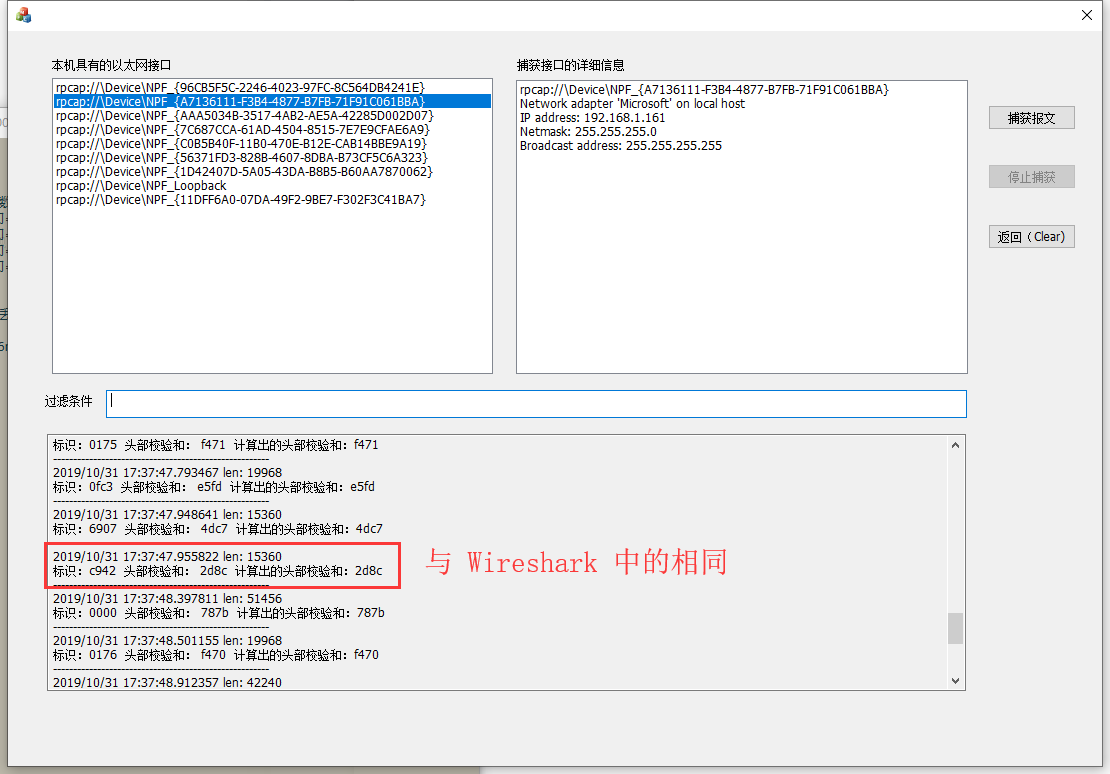 本机具有的以太网接口
rpcap://\Device\NPF_{96CB5F5C-2246-4023-97FC-8C564DB4241E}
rpcap://\Device\NPF_{A7136111-F3B4-4877-B7FB-71F91C061BBA}
rpcap://\Device\NPF_{AAA5034B-3517-4AB2-AE5A-42285D002D07}
rpcap://\Device\NPF_{7C687CCA-61AD-4504-8515-7E7E9CFAE6A9}
rpcap://\Device\NPF_{C0B5B40F-11B0-470E-B12E-CAB14BBE9A19}
rpcap://\Device\NPF_{56371FD3-828B-4607-8DBA-B73CF5C6A323}
rpcap://\Device\NPF_{1D42407D-5A05-43DA-B8B5-B60AA7870062}
rpcap://\Device\NPF_Loopback
rpcap://\Device\NPF_{11DFF6A0-07DA-49F2-9BE7-F302F3C41BA7}
捕获接口的详细信息
rpcap://\Device\NPF_{A7136111-F3B4-4877-B7FB-71F91C061BBA}
Network adapter 'Microsoft' on local host
IP address: 192.168.1.161
Netmask: 255.255.255.0
Broadcast address: 255.255.255.255
捕获报文
停止捕获
返回（Clear）
过滤条件
标识：0175 头部校验和： f471 计算出的头部校验和：f471
------------------------------------------------------
2019/10/31 17:37:47.793467 len: 19968
标识：0fc3 头部校验和： e5fd 计算出的头部校验和：e5fd
------------------------------------------------------
2019/10/31 17:37:47.948641 len: 15360
标识：6907 头部校验和： 4dc7 计算出的头部校验和：4dc7
------------------------------------------------------
2019/10/31 17:37:47.955822 len: 15360
标识：c942 头部校验和： 2d8c 计算出的头部校验和：2d8c
与 Wireshark 中的相同
------------------------------------------------------
2019/10/31 17:37:48.397811 len: 51456
标识：0000 头部校验和： 787b 计算出的头部校验和：787b
------------------------------------------------------
2019/10/31 17:37:48.501155 len: 19968
标识：0176 头部校验和： f470 计算出的头部校验和：f470
------------------------------------------------------
2019/10/31 17:37:48.912357 len: 42240